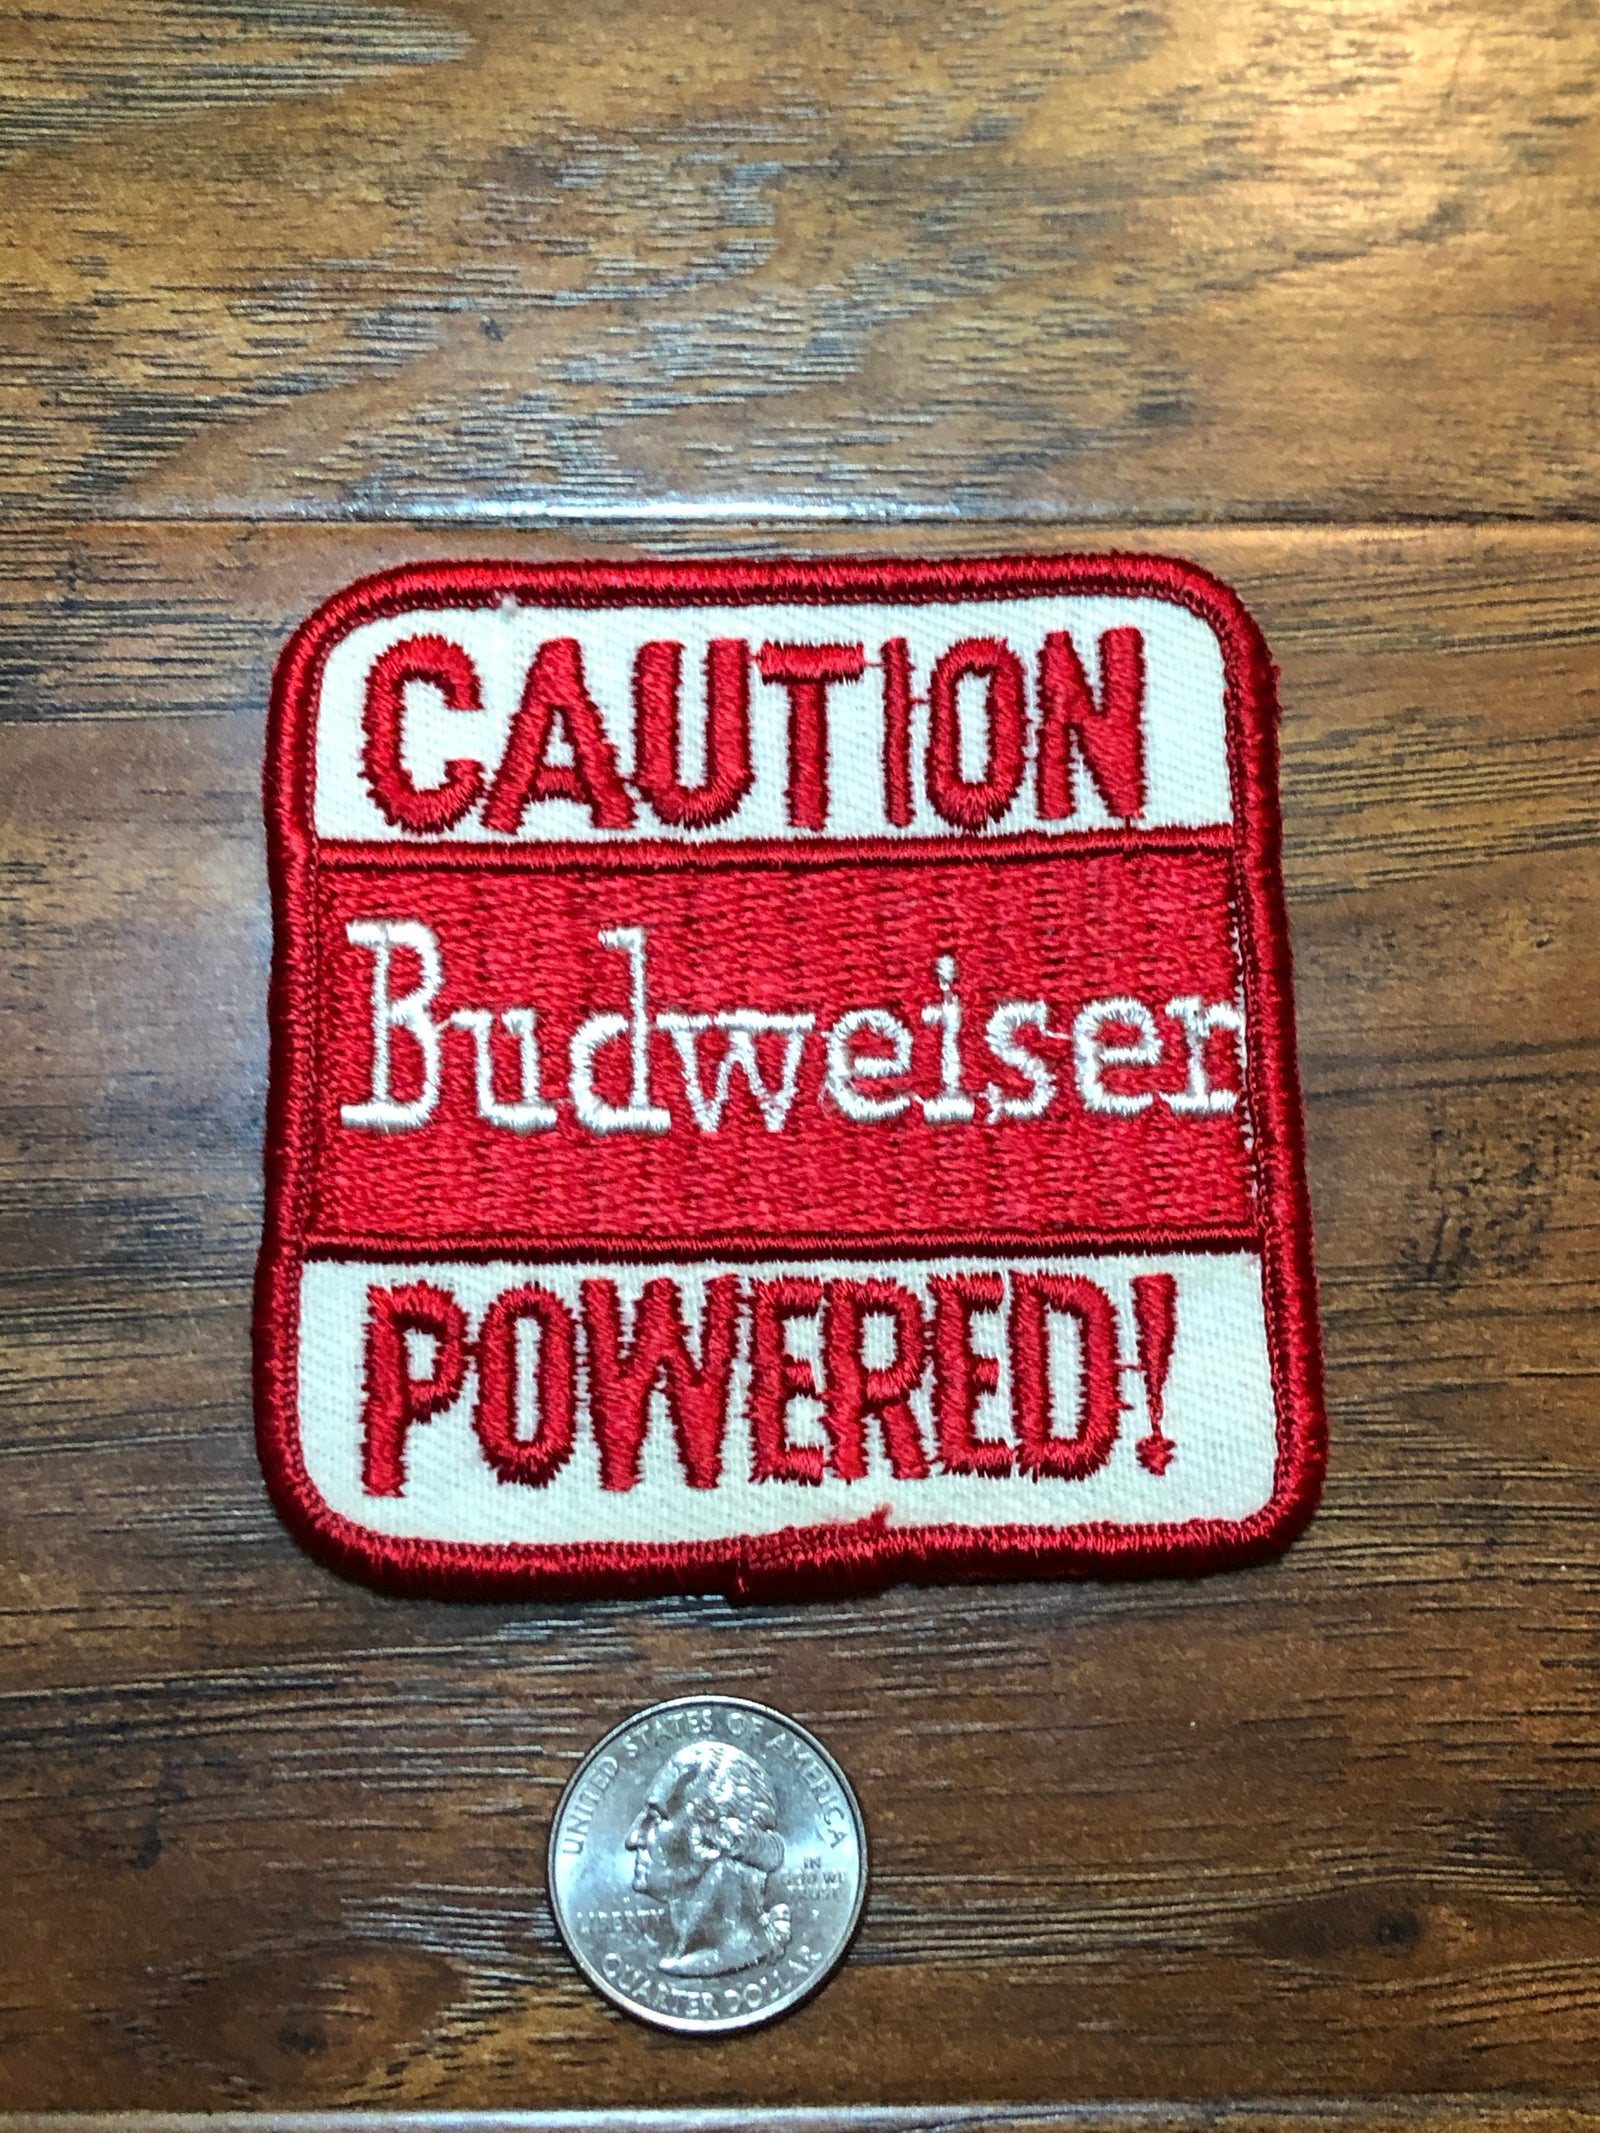 CAUTION
Budweiser
POWERED!
UNITED STATES OF AMERICA
IN
GOD WE
TRUST
LIBERTY
QUARTER DOLLAR